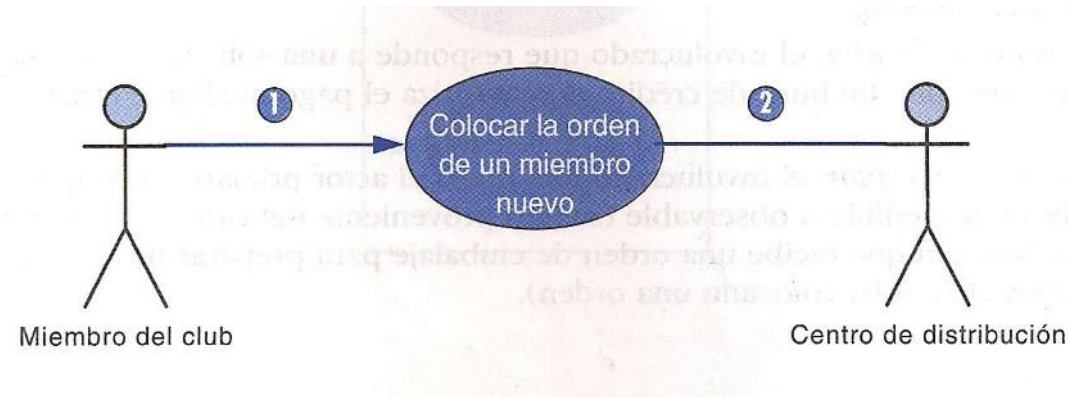 1
2
Colocar la orden
de un miembro
nuevo
Miembro del club
Centro de distribución